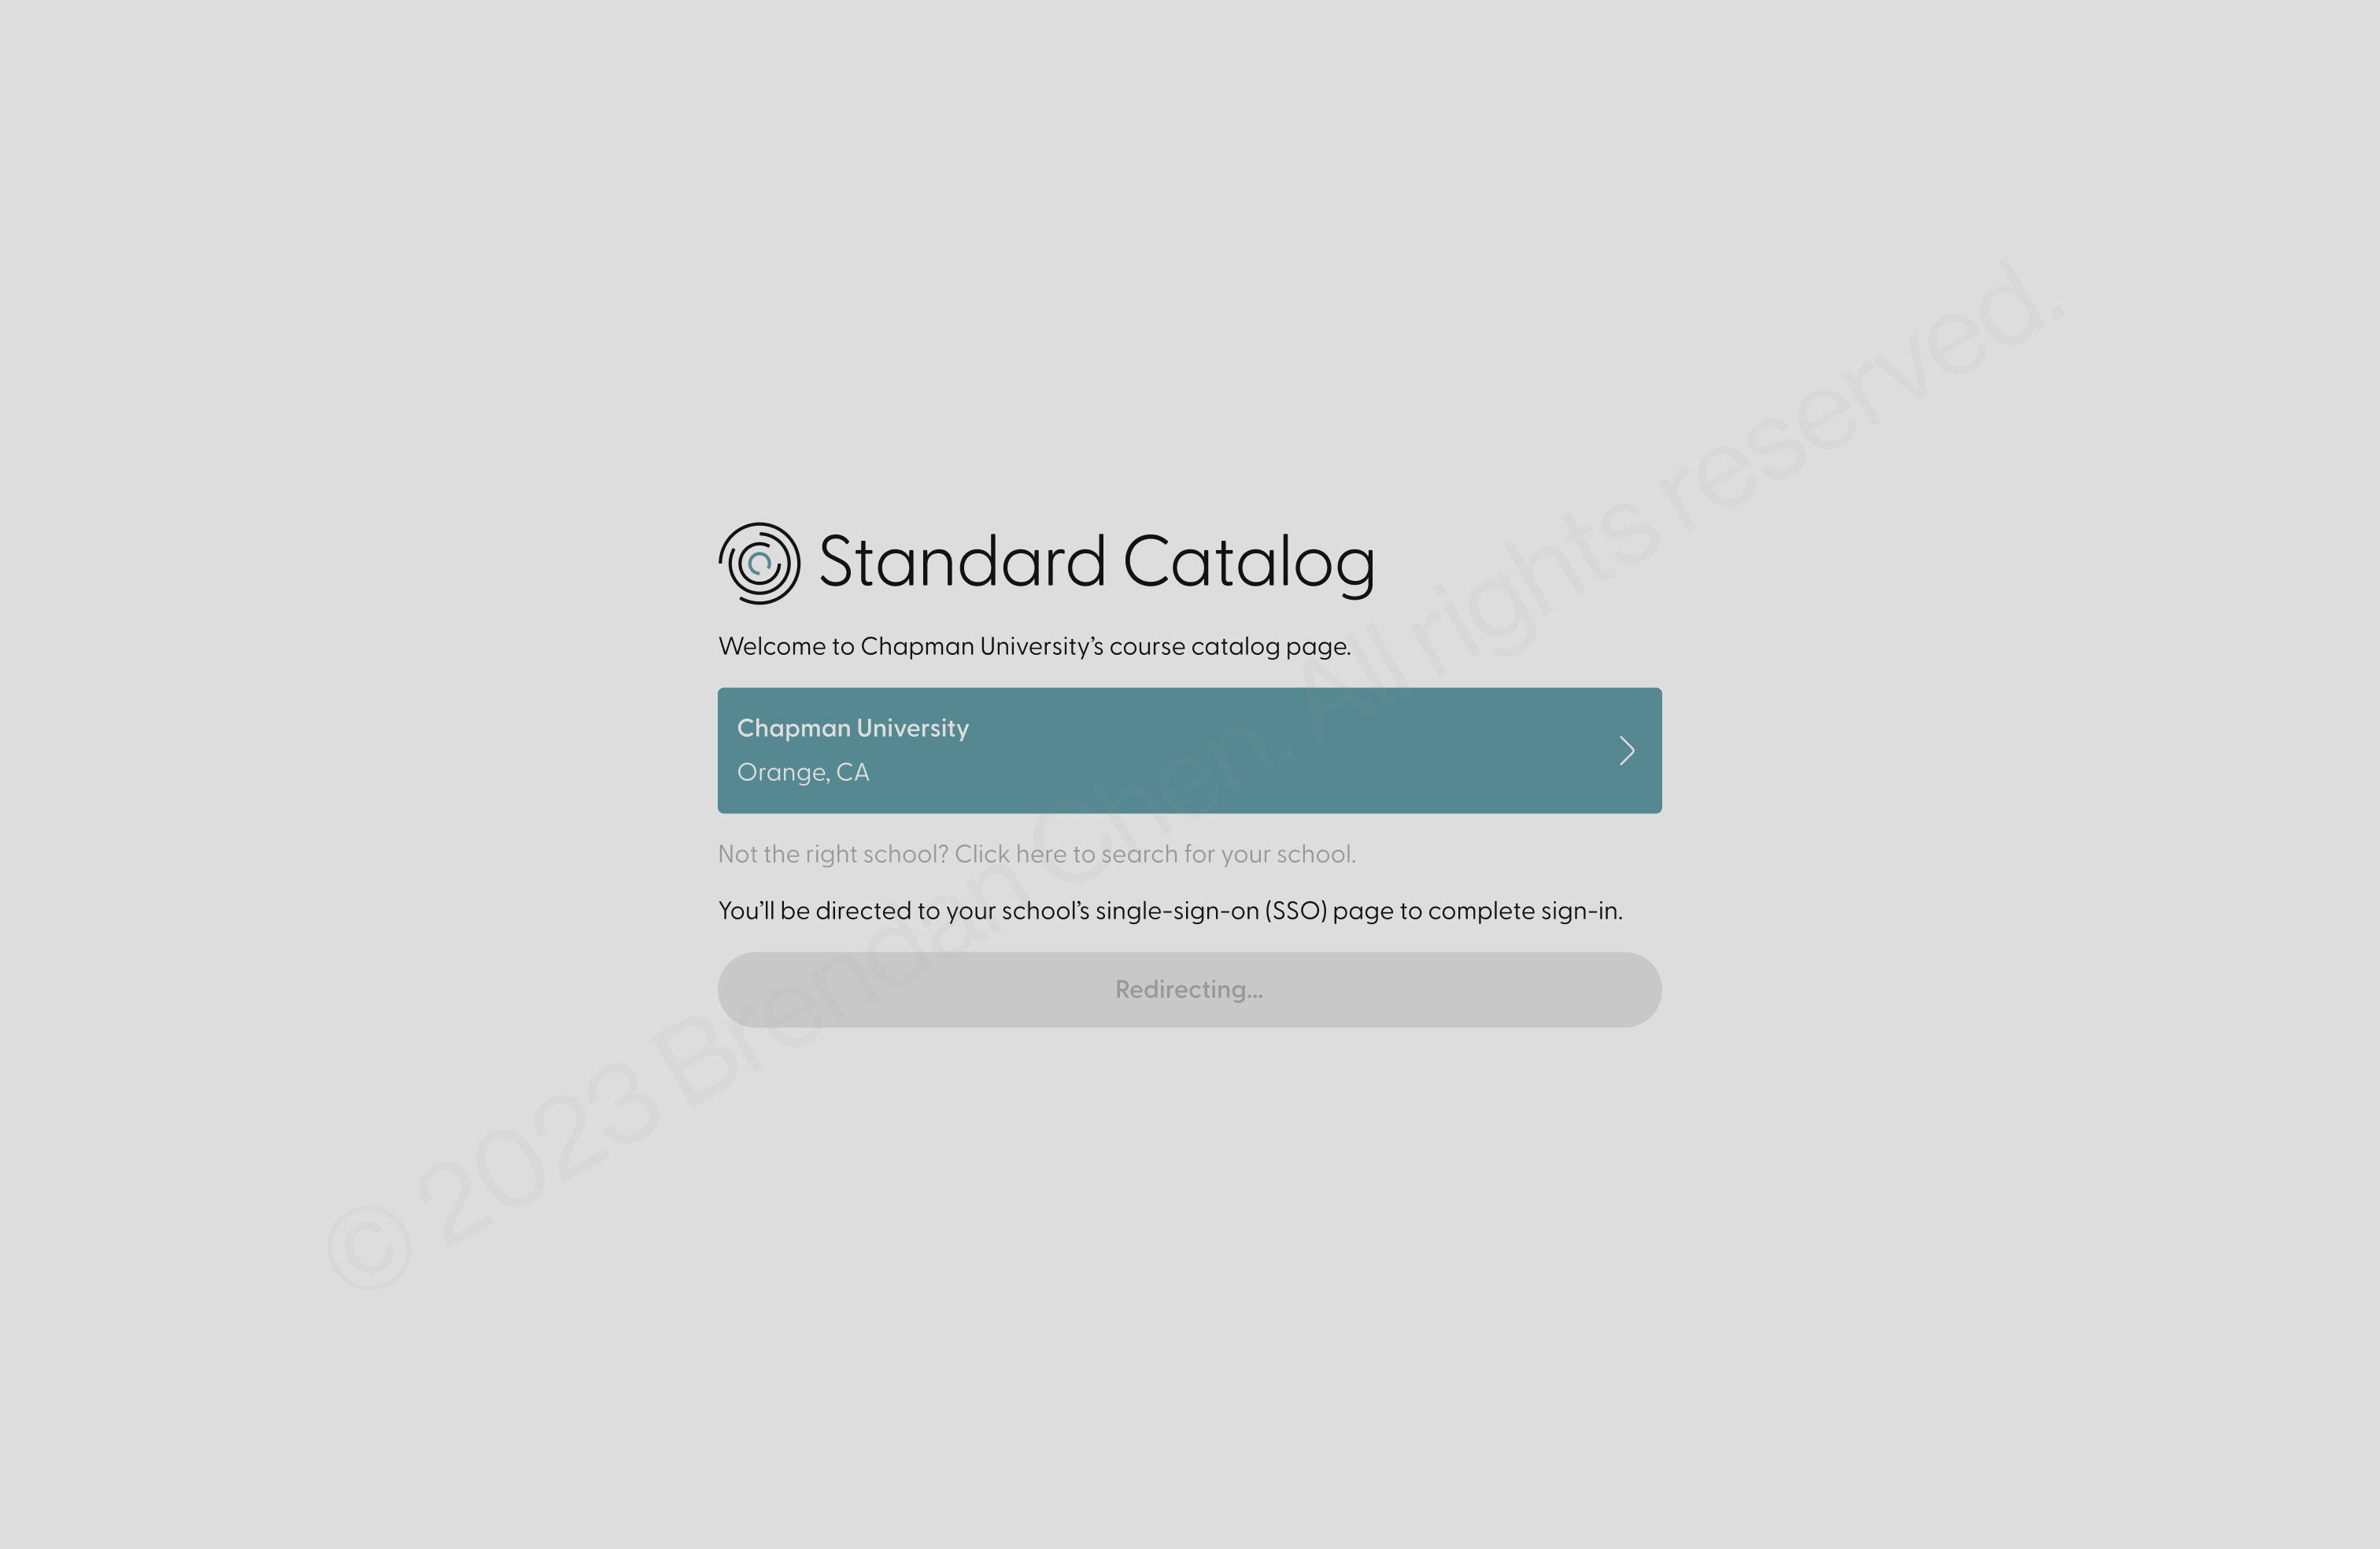 Standard Catalog
Welcome to Chapman University’s course catalog page.
Chapman University
Orange, CA
Not the right school? Click here to search for your school.
You’ll be directed to your school’s single-sign-on (SSO) page to complete sign-in.
Redirecting...
© 2023 Brendan Chen. All rights reserved.